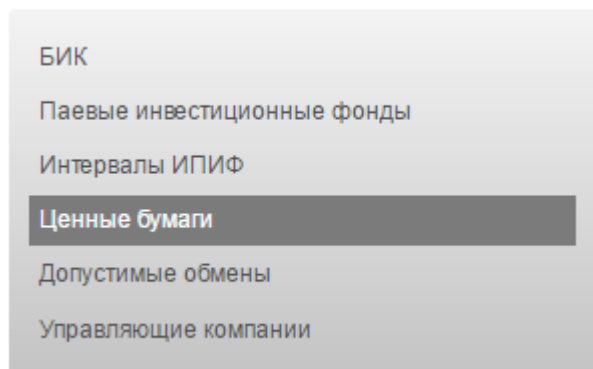 БИК
Паевые инвестиционные фонды
Интервалы ИПИФ
Ценные бумаги
Допустимые обмены
Управляющие компании